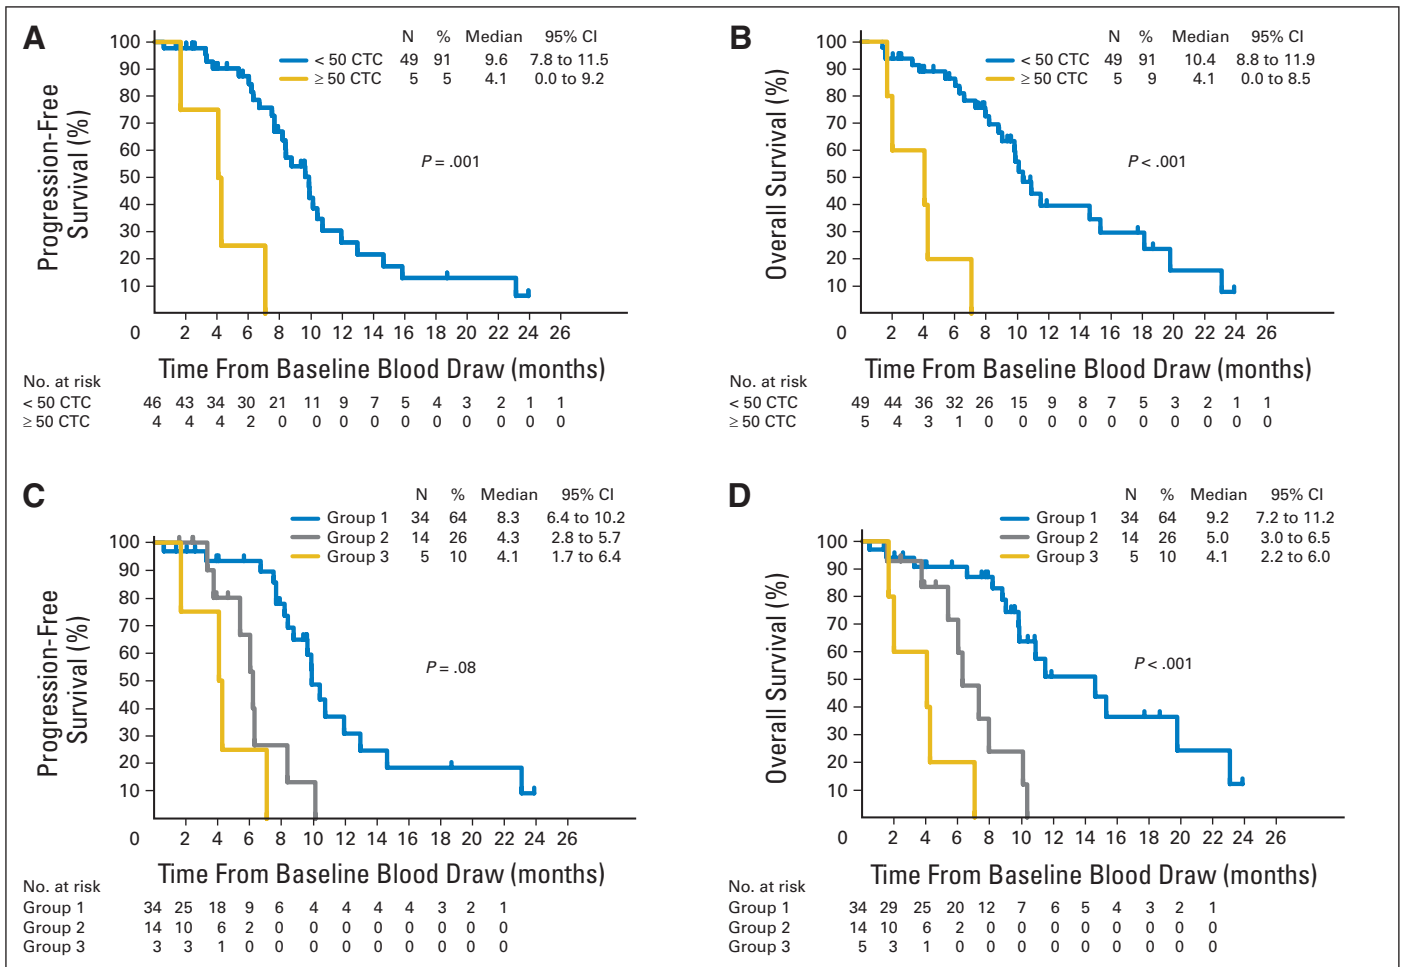 A
N % Median 95% CI
< 50 CTC 49 91 9.6 7.8 to 11.5
≥ 50 CTC 5 5 4.1 0.0 to 9.2
Progression-Free
Survival (%)
100
90
80
70
60
50
40
30
20
10
P = .001
0 2 4 6 8 10 12 14 16 18 20 22 24 26
Time From Baseline Blood Draw (months)
No. at risk
< 50 CTC 46 43 34 30 21 11 9 7 5 4 3 2 1 1
≥ 50 CTC 4 4 4 2 0 0 0 0 0 0 0 0 0 0
B
N % Median 95% CI
< 50 CTC 49 91 10.4 8.8 to 11.9
≥ 50 CTC 5 9 4.1 0.0 to 8.5
Overall Survival (%)
100
90
80
70
60
50
40
30
20
10
P < .001
0 2 4 6 8 10 12 14 16 18 20 22 24 26
Time From Baseline Blood Draw (months)
No. at risk
< 50 CTC 49 44 36 32 26 15 9 8 7 5 3 2 1 1
≥ 50 CTC 5 4 3 1 0 0 0 0 0 0 0 0 0 0
C
N % Median 95% CI
Group 1 34 64 8.3 6.4 to 10.2
Group 2 14 26 4.3 2.8 to 5.7
Group 3 5 10 4.1 1.7 to 6.4
Progression-Free
Survival (%)
100
90
80
70
60
50
40
30
20
10
P = .08
0 2 4 6 8 10 12 14 16 18 20 22 24 26
Time From Baseline Blood Draw (months)
No. at risk
Group 1 34 25 18 9 6 4 4 4 4 3 2 1
Group 2 14 10 6 2 0 0 0 0 0 0 0 0
Group 3 3 3 1 0 0 0 0 0 0 0 0 0
D
N % Median 95% CI
Group 1 34 64 9.2 7.2 to 11.2
Group 2 14 26 5.0 3.0 to 6.5
Group 3 5 10 4.1 2.2 to 6.0
Overall Survival (%)
100
90
80
70
60
50
40
30
20
10
P < .001
0 2 4 6 8 10 12 14 16 18 20 22 24 26
Time From Baseline Blood Draw (months)
No. at risk
Group 1 34 29 25 20 12 7 6 5 4 3 2 1
Group 2 14 10 6 2 0 0 0 0 0 0 0 0
Group 3 5 3 1 0 0 0 0 0 0 0 0 0